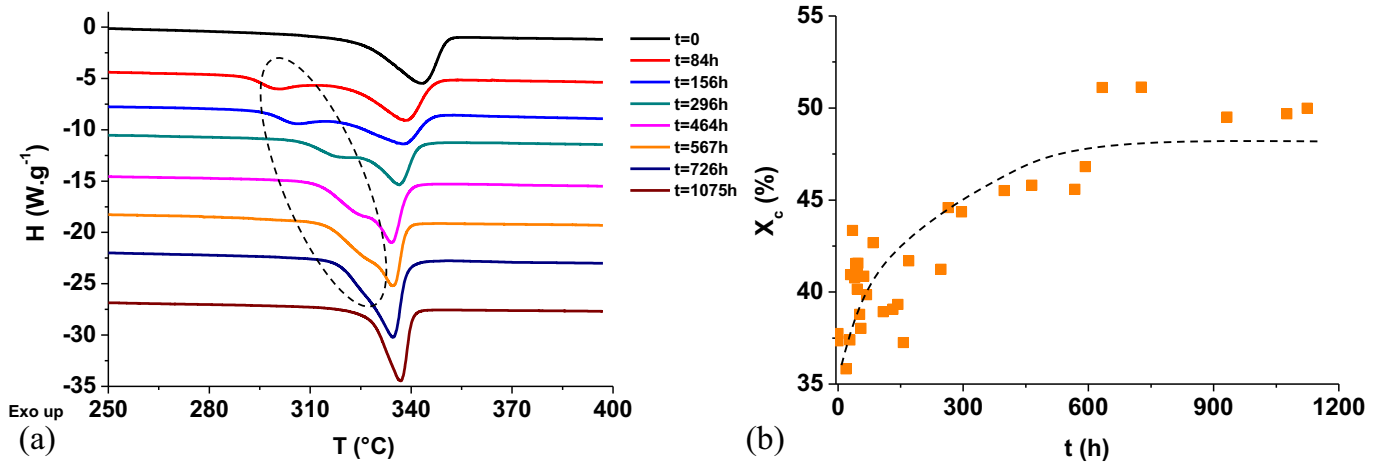 H (W.g-1)
0
-5
-10
-15
-20
-25
-30
-35
250 280 310 340 370 400
Exo up
T (°C)
(a)
t=0
t=84h
t=156h
t=296h
t=464h
t=567h
t=726h
t=1075h
X_c (%)
55
50
45
40
35
0 300 600 900 1200
t (h)
(b)